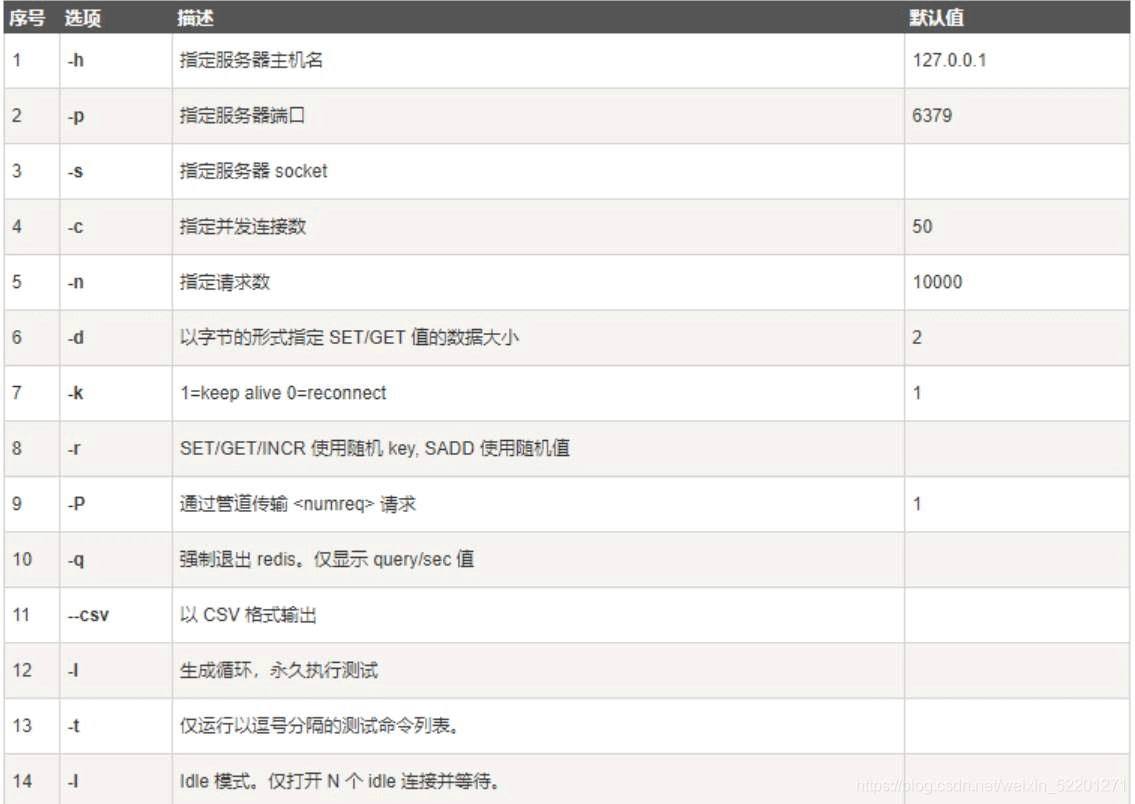 序号 选项 描述 默认值
1 -h 指定服务器主机名 127.0.0.1
2 -p 指定服务器端口 6379
3 -s 指定服务器 socket
4 -c 指定并发连接数 50
5 -n 指定请求数 10000
6 -d 以字节的形式指定 SET/GET 值的数据大小 2
7 -k 1=keep alive 0=reconnect 1
8 -r SET/GET/INCR 使用随机 key, SADD 使用随机值
9 -P 通过管道传输 <numreq> 请求 1
10 -q 强制退出 redis。仅显示 query/sec 值
11 --csv 以 CSV 格式输出
12 -l 生成循环，永久执行测试
13 -t 仅运行以逗号分隔的测试命令列表。
14 -I Idle 模式。仅打开 N 个 idle 连接并等待。
https://blog.csdn.net/weixin_52201271